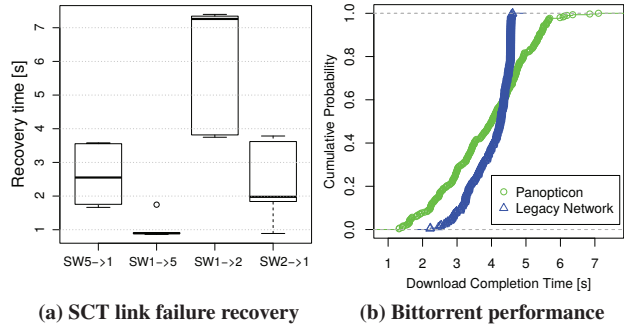 Recovery time [s]
7
6
5
4
3
2
1
SW5->1 SW1->5 SW1->2 SW2->1
(a) SCT link failure recovery
Cumulative Probability
1.0
0.8
0.6
0.4
0.2
0.0
Panopticon
Legacy Network
1 2 3 4 5 6 7
Download Completion Time [s]
(b) Bittorrent performance